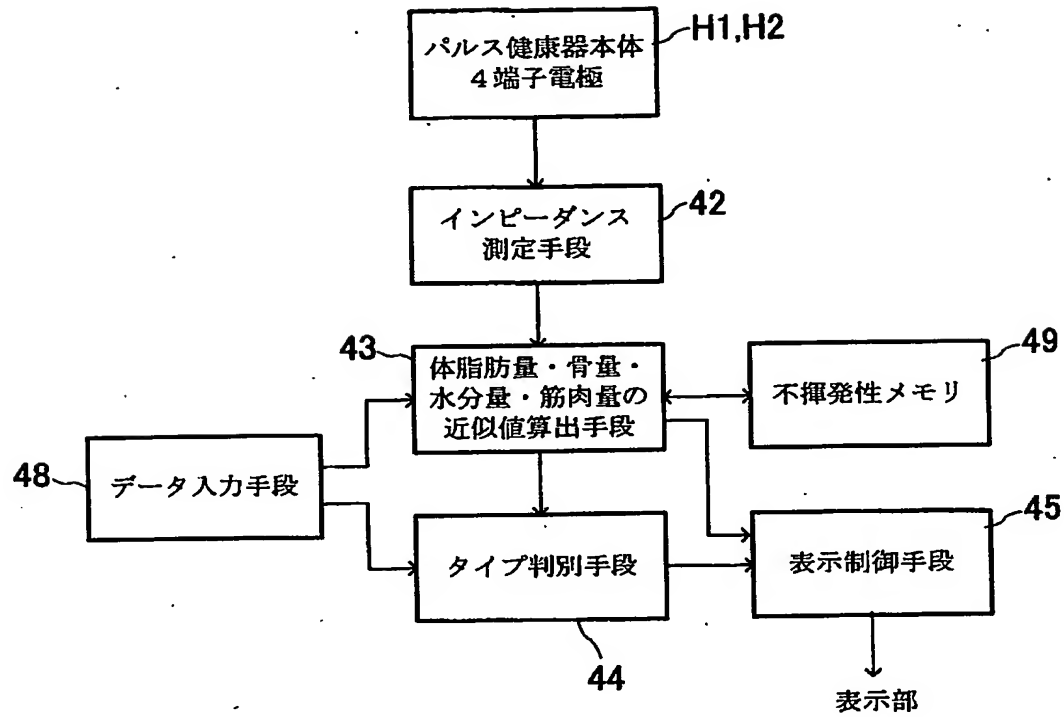 パルス健康器本体
4端子電極
H1,H2
インピーダンス
測定手段
42
43
体脂肪量・骨量・
水分量・筋肉量の
近似値算出手段
49
不揮発性メモリ
48
データ入力手段
タイプ判別手段
44
45
表示制御手段
表示部